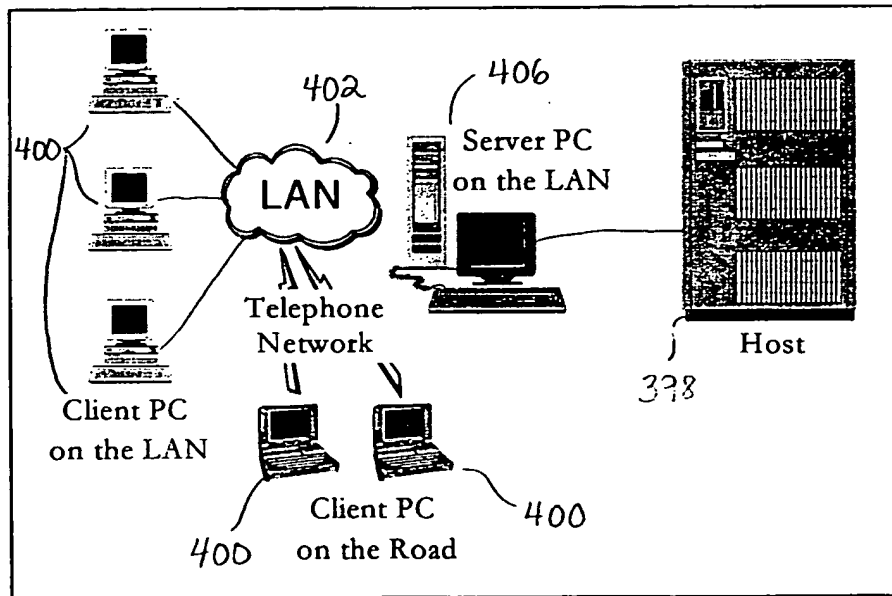 402
406
400
LAN
Server PC
on the LAN
Telephone
Network
Host
398
Client PC
on the LAN
400
Client PC
on the Road
400